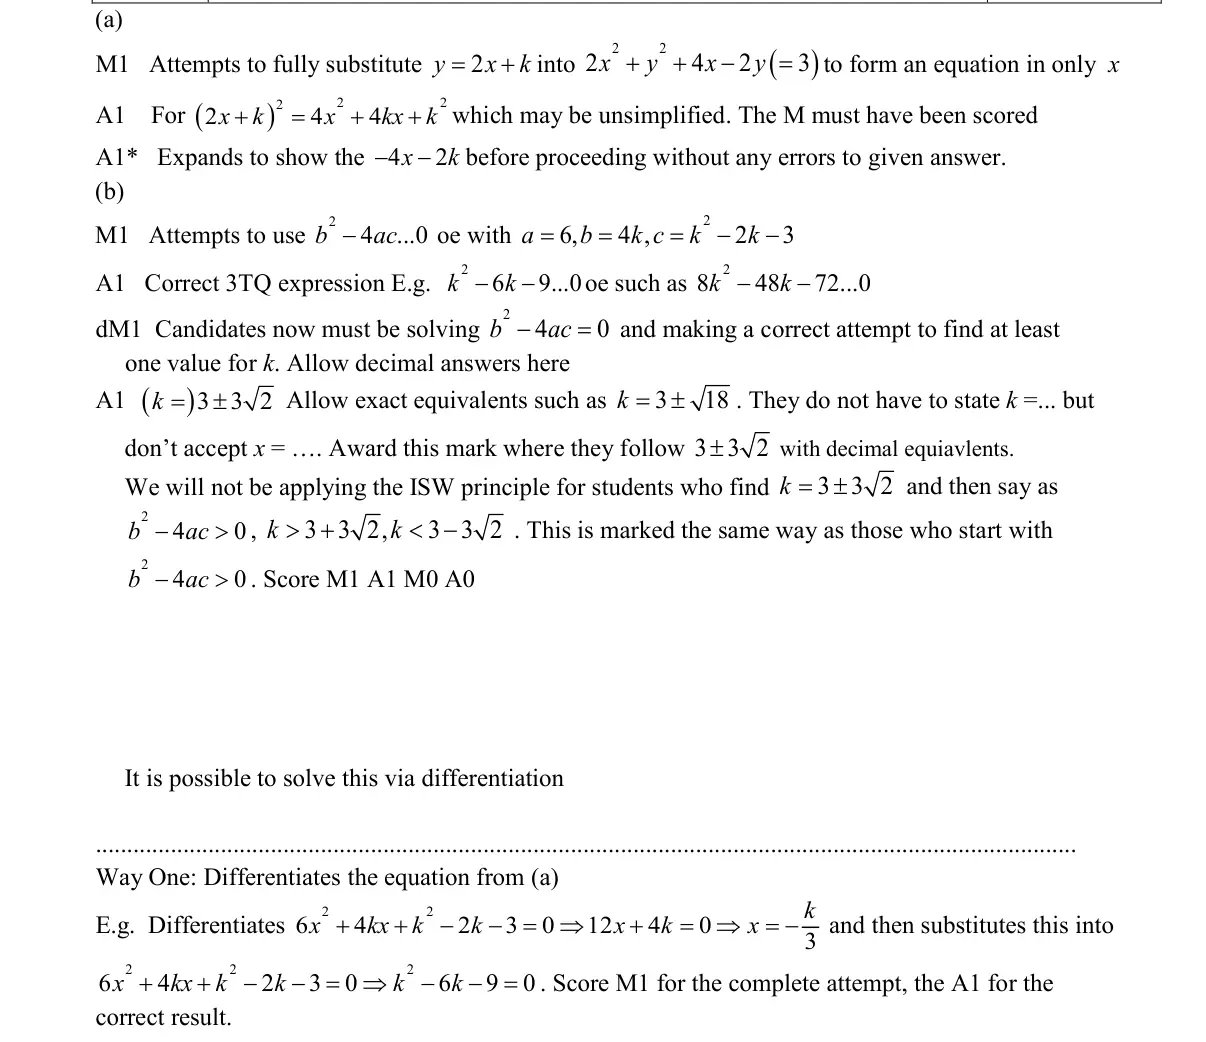 (a)
M1 Attempts to fully substitute y = 2x + k into 2x² + y² + 4x − 2y(= 3) to form an equation in only x
A1 For (2x + k)² = 4x² + 4kx + k² which may be unsimplified. The M must have been scored
A1* Expands to show the −4x − 2k before proceeding without any errors to given answer.
(b)
M1 Attempts to use b² − 4ac...0 oe with a = 6, b = 4k, c = k² − 2k − 3
A1 Correct 3TQ expression E.g. k² − 6k − 9...0 oe such as 8k² − 48k − 72...0
dM1 Candidates now must be solving b² − 4ac = 0 and making a correct attempt to find at least
one value for k. Allow decimal answers here
A1 (k =)3 ± 3√2 Allow exact equivalents such as k = 3 ± √18 . They do not have to state k =... but
don’t accept x = …. Award this mark where they follow 3 ± 3√2 with decimal equiavlents.
We will not be applying the ISW principle for students who find k = 3 ± 3√2 and then say as
b² − 4ac > 0 , k > 3 + 3√2, k < 3 − 3√2 . This is marked the same way as those who start with
b² − 4ac > 0 . Score M1 A1 M0 A0
It is possible to solve this via differentiation
................................................................................................................................................................
Way One: Differentiates the equation from (a)
E.g. Differentiates 6x² + 4kx + k² − 2k − 3 = 0 ⇒ 12x + 4k = 0 ⇒ x = −k/3 and then substitutes this into
6x² + 4kx + k² − 2k − 3 = 0 ⇒ k² − 6k − 9 = 0 . Score M1 for the complete attempt, the A1 for the
correct result.